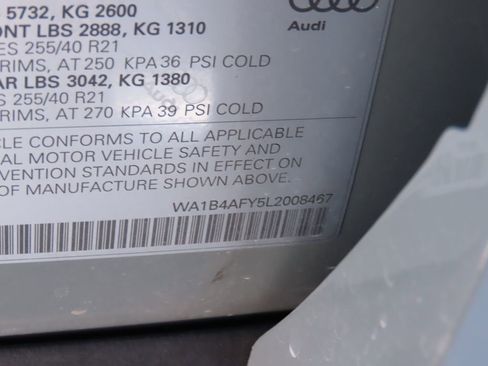 5732, KG 2600
NT LBS 2888, KG 1310
ES 255/40 R21
RIMS, AT 250 KPA 36 PSI COLD
AR LBS 3042, KG 1380
S 255/40 R21
RIMS, AT 270 KPA 39 PSI COLD
Audi
CLE CONFORMS TO ALL APPLICABLE
AL MOTOR VEHICLE SAFETY AND
VENTION STANDARDS IN EFFECT ON
OF MANUFACTURE SHOWN ABOVE.
WA1B4AFY5L2008467